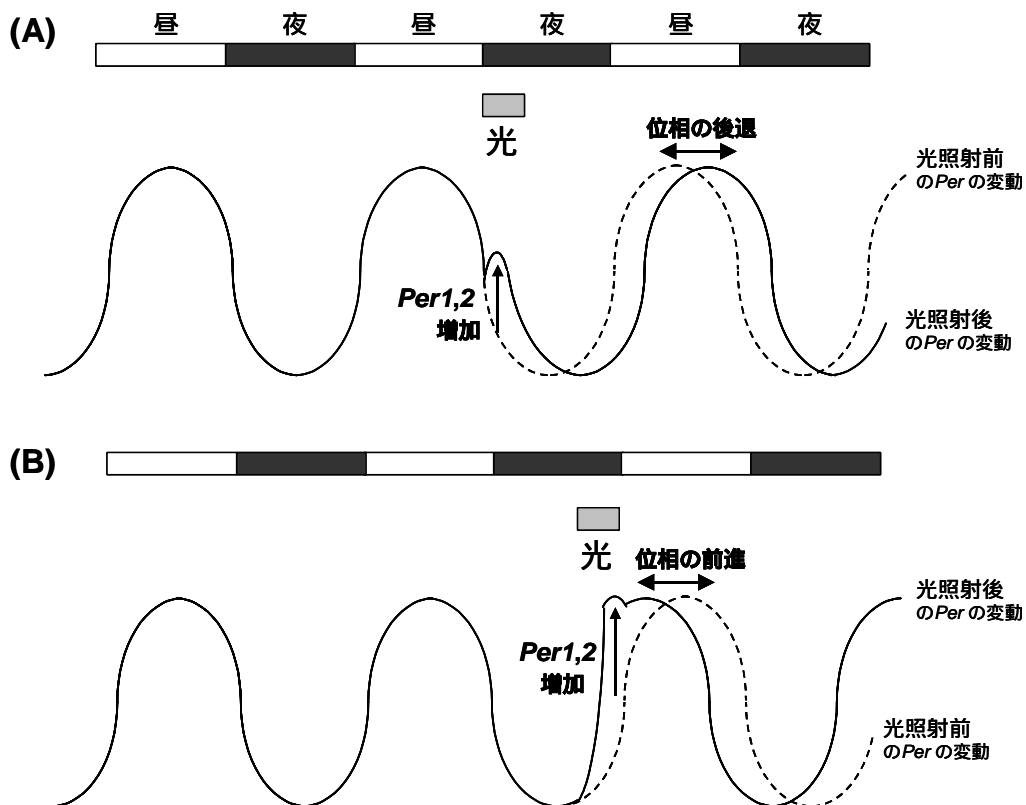 (A)
昼 夜 昼 夜 昼 夜
光
位相の後退
光照射前
のPer の変動
Per1,2
増加
光照射後
のPer の変動
(B)
光
位相の前進
光照射後
のPer の変動
Per1,2
増加
光照射前
のPer の変動